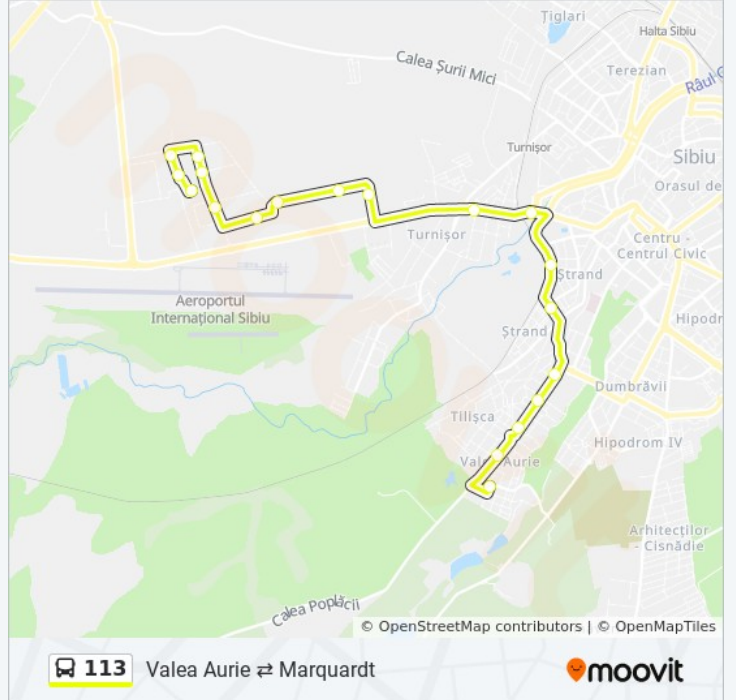 Țiglari
Halta Sibiu
Calea Șurii Mici
Terezian
Râul C
Turnișor
Sibiu
Orasul de
Turnișor
Centru -
Centrul Civic
Ștrand
Aeroportul
Internațional Sibiu
Hipodr
Ștrand
Dumbrăvii
Tilișca
Hipodrom IV
Valea Aurie
Arhitecților
- Cisnădie
Calea Poplăcii
© OpenStreetMap contributors | © OpenMapTiles
113 Valea Aurie ⇄ Marquardt
moovit